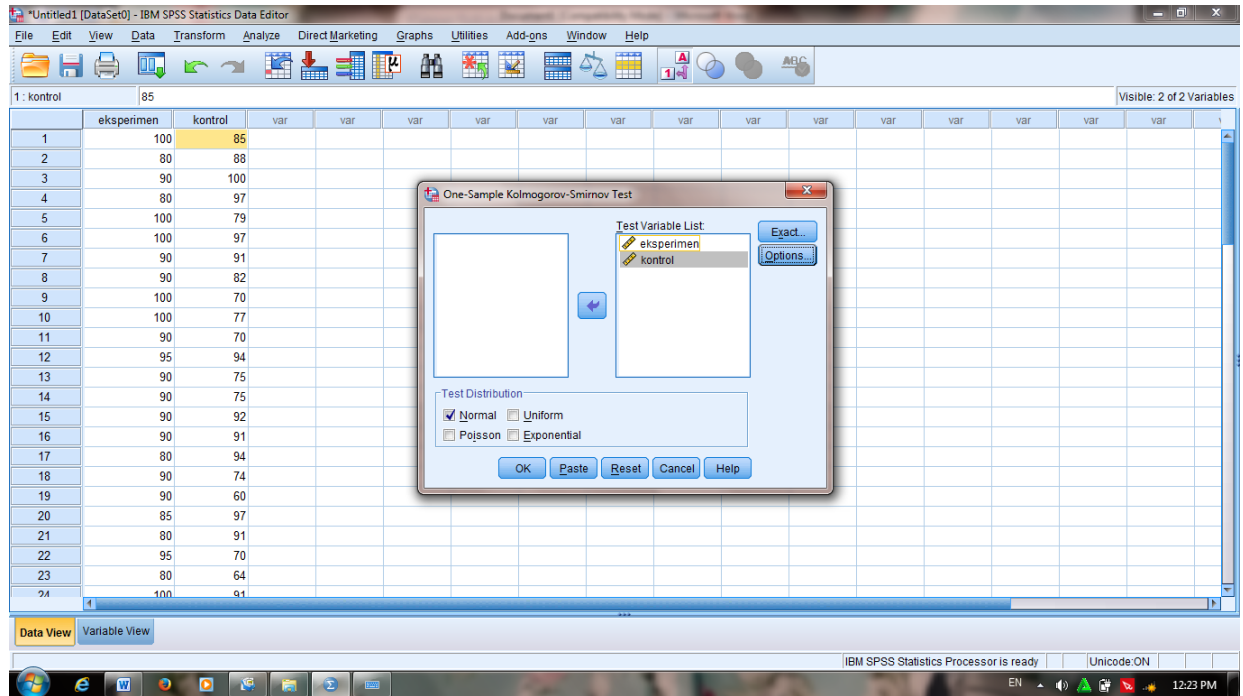 *Untitled1 [DataSet0] - IBM SPSS Statistics Data Editor
File Edit View Data Transform Analyze Direct Marketing Graphs Utilities Add-ons Window Help
1 : kontrol 85 Visible: 2 of 2 Variables
eksperimen kontrol var var var var var var var var var var var var var var
1 100 85
2 80 88
3 90 100
4 80 97
5 100 79
6 100 97
7 90 91
8 90 82
9 100 70
10 100 77
11 90 70
12 95 94
13 90 75
14 90 75
15 90 92
16 90 91
17 80 94
18 90 74
19 90 60
20 85 97
21 80 91
22 95 70
23 80 64
24 100 91
One-Sample Kolmogorov-Smirnov Test
Test Variable List:
eksperimen
kontrol
Exact...
Options...
Test Distribution
Normal Uniform
Poisson Exponential
OK Paste Reset Cancel Help
Data View Variable View
IBM SPSS Statistics Processor is ready Unicode:ON
EN 12:23 PM